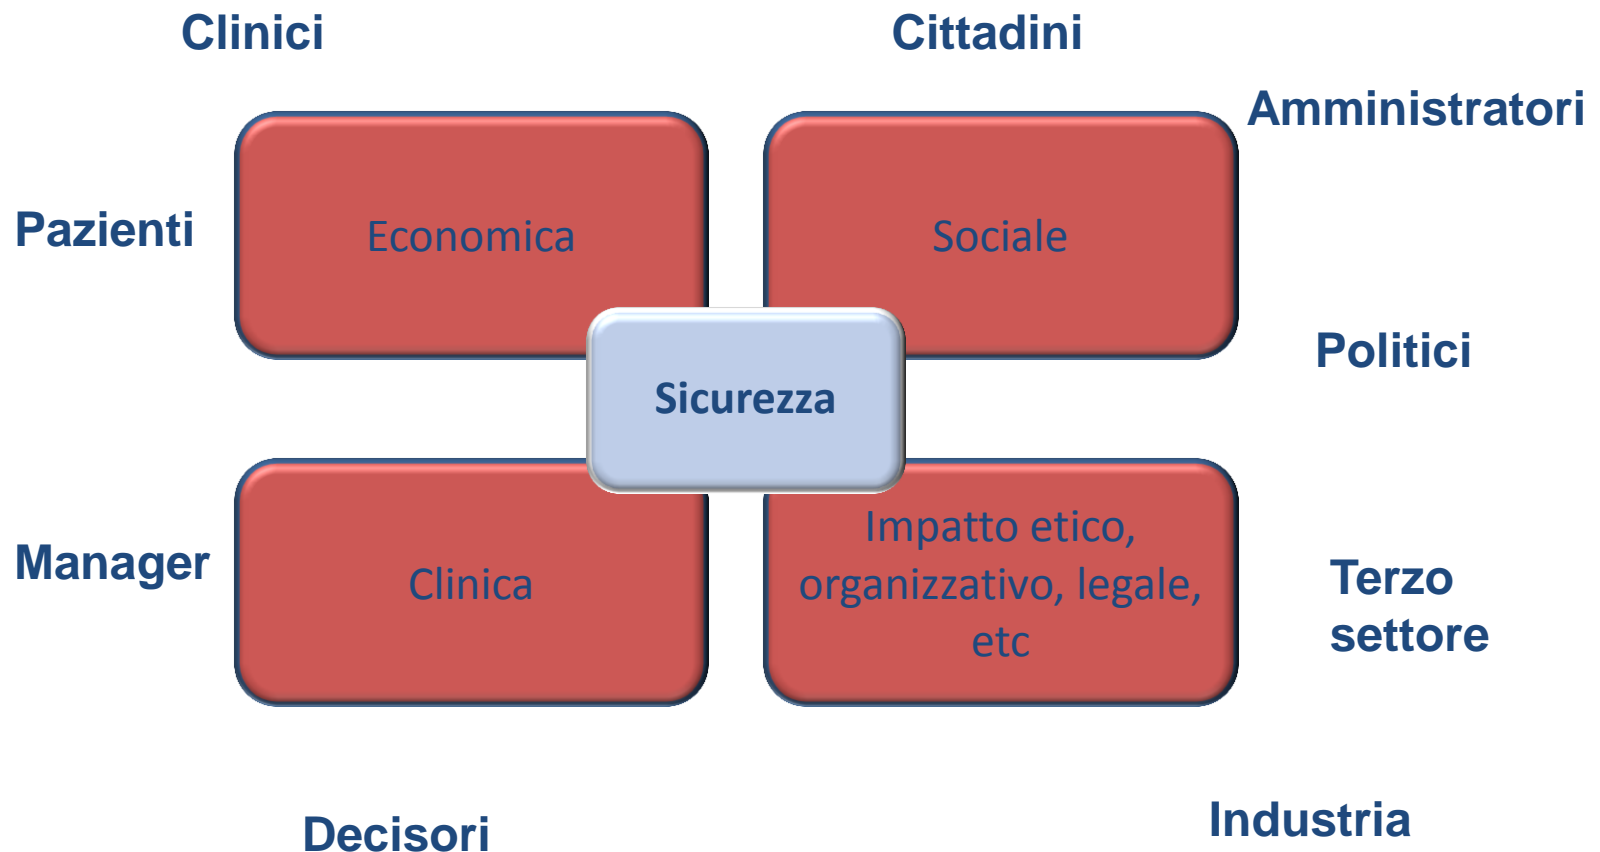 Clinici
Cittadini
Amministratori
Pazienti
Economica
Sociale
Politici
Sicurezza
Manager
Clinica
Impatto etico,
organizzativo, legale,
etc
Terzo
settore
Decisori
Industria